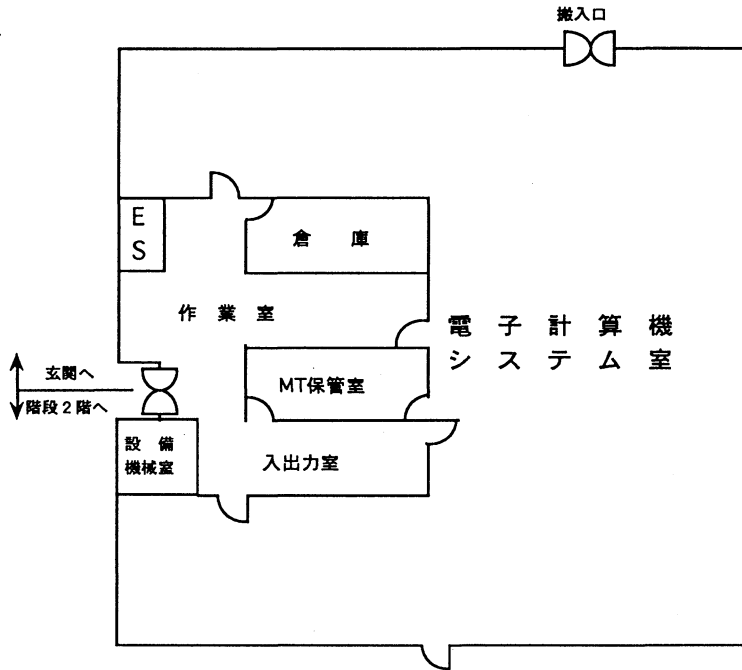 搬入口
E
S
倉庫
作業室
電子計算機
システム室
玄関へ
階段2階へ
MT保管室
設備
機械室
入出力室